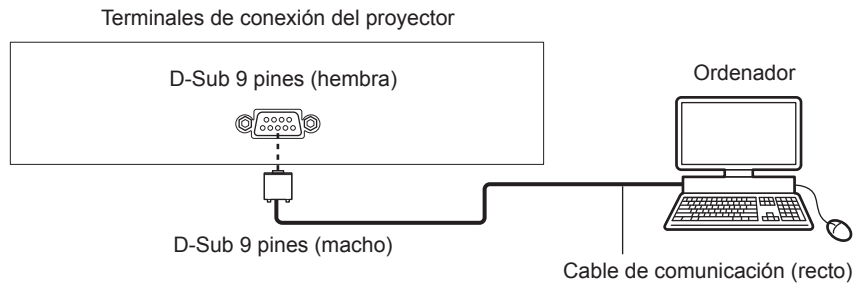 Terminales de conexión del proyector
D-Sub 9 pines (hembra)
Ordenador
D-Sub 9 pines (macho)
Cable de comunicación (recto)